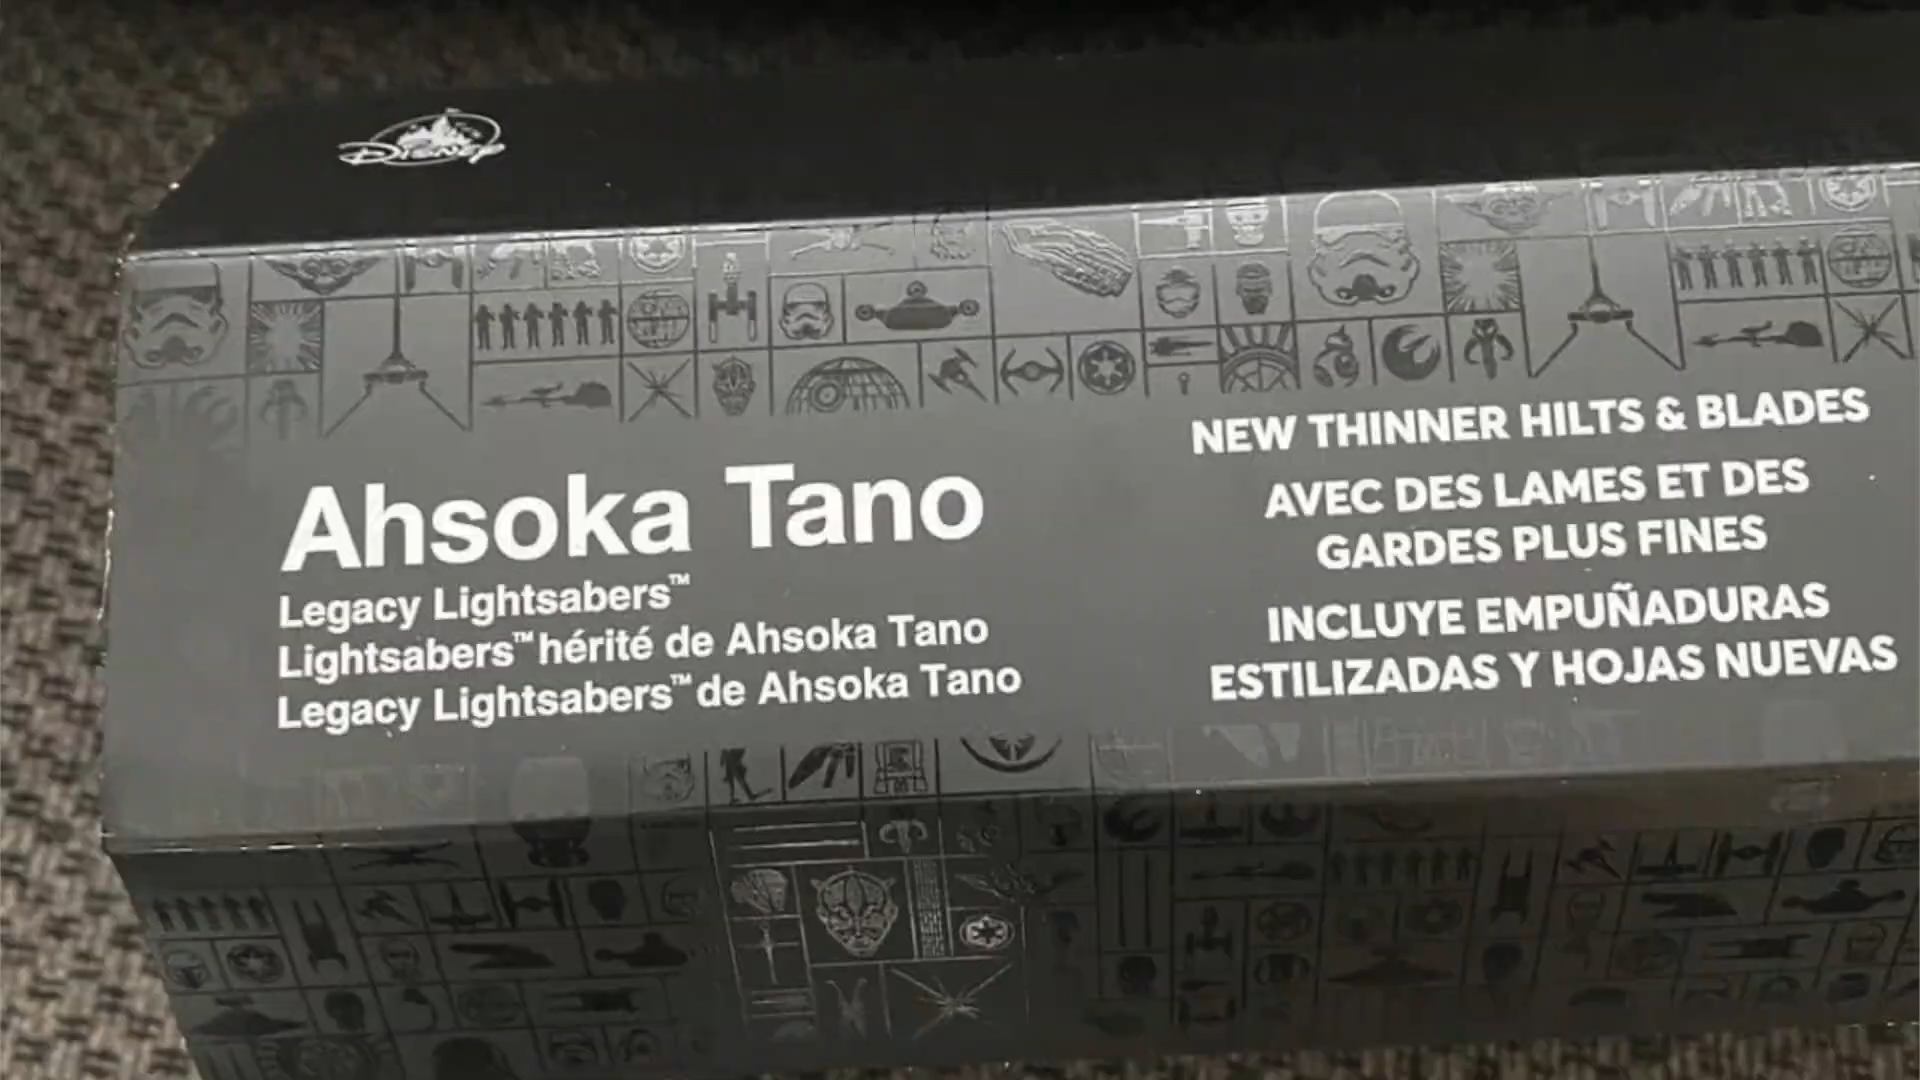 DISNEY
Ahsoka Tano
Legacy Lightsabers™
Lightsabers™ hérité de Ahsoka Tano
Legacy Lightsabers™ de Ahsoka Tano
NEW THINNER HILTS & BLADES
AVEC DES LAMES ET DES
GARDES PLUS FINES
INCLUYE EMPUÑADURAS
ESTILIZADAS Y HOJAS NUEVAS